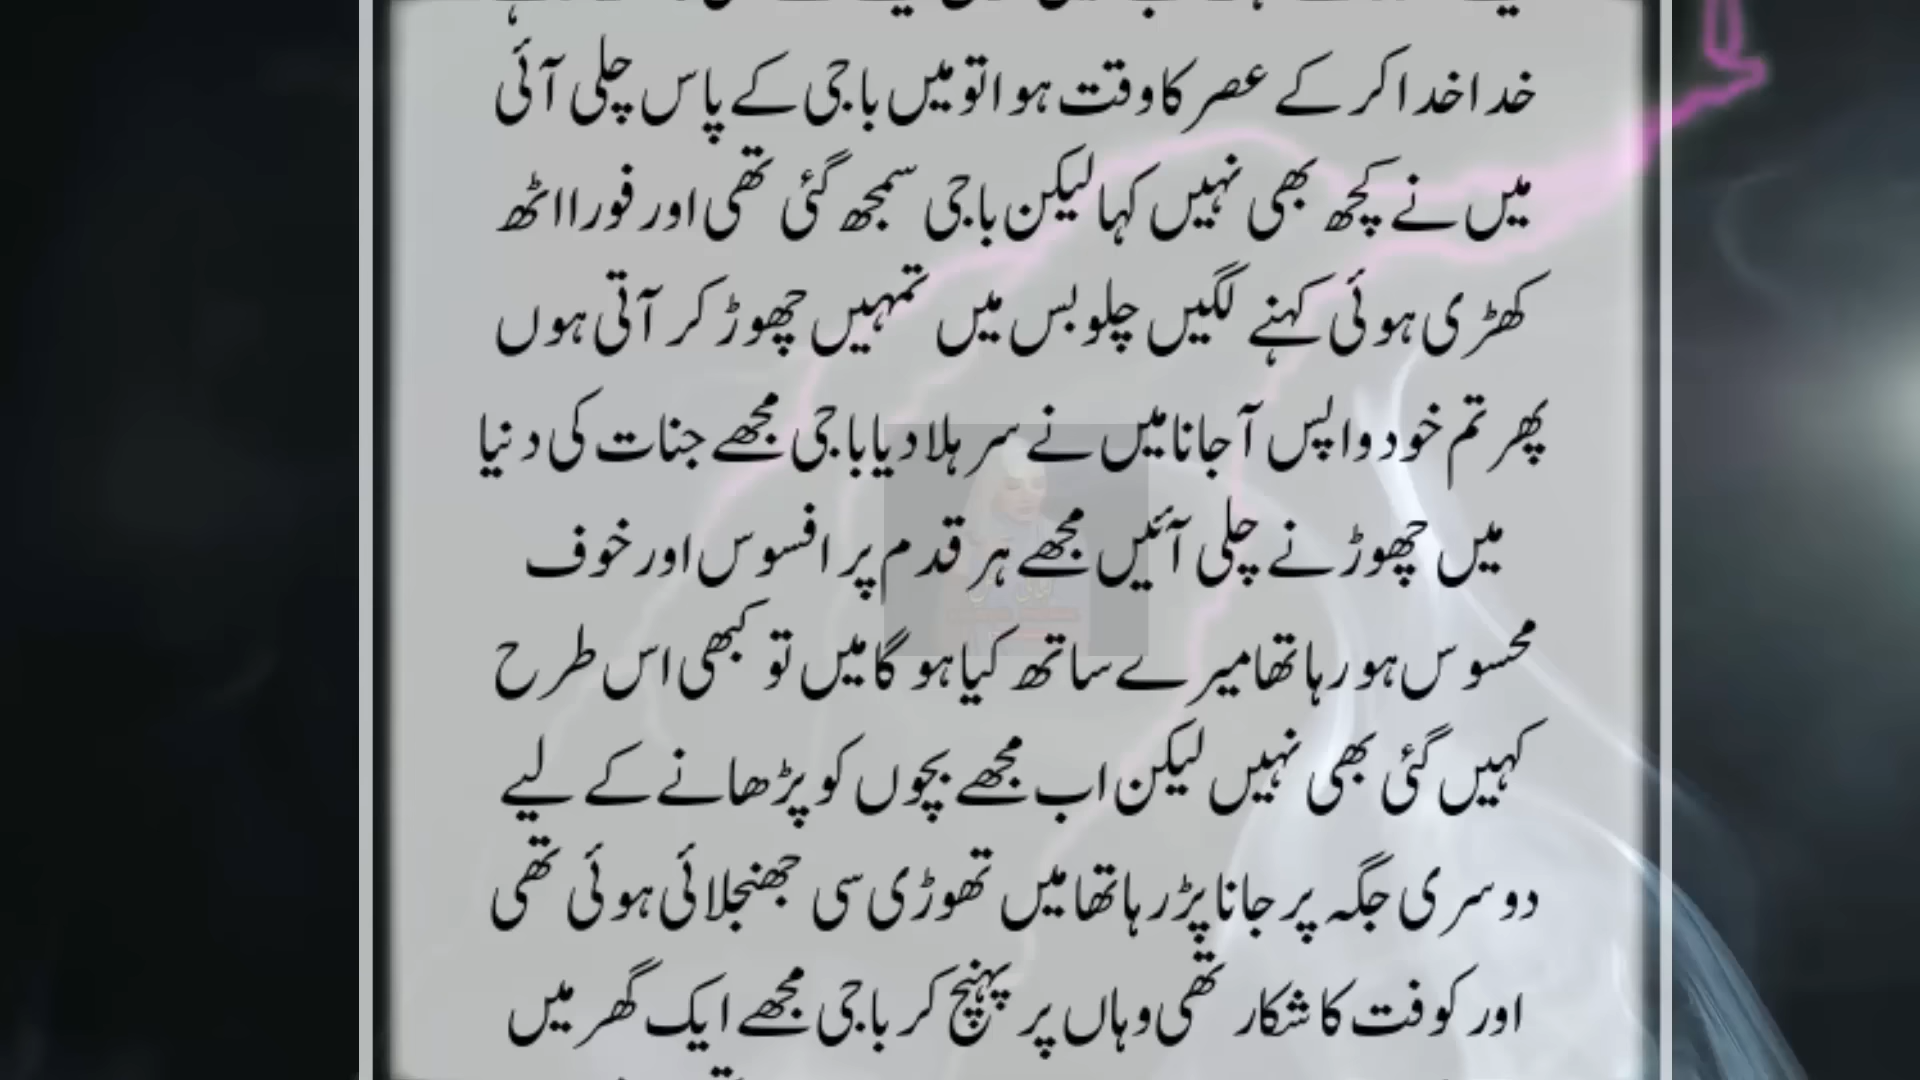 خدا خدا کر کے عصر کا وقت ہوا تو میں باجی کے پاس چلی آئی
میں نے کچھ بھی نہیں کہا لیکن باجی سمجھ گئی تھی اور فورا اٹھ
کھڑی ہوئی کہنے لگیں چلو بس میں تمہیں چھوڑ کر آتی ہوں
پھر تم خود واپس آ جانا میں نے سر ہلا دیا باجی مجھے جنات کی دنیا
میں چھوڑنے چلی آئیں مجھے ہر قدم پر افسوس اور خوف
محسوس ہو رہا تھا میرے ساتھ کیا ہو گا میں تو کبھی اس طرح
کہیں گئی بھی نہیں لیکن اب مجھے بچوں کو پڑھانے کے لیے
دوسری جگہ پر جانا پڑ رہا تھا میں تھوڑی سی جھنجلائی ہوئی تھی
اور کوفت کا شکار تھی وہاں پر پہنچ کر باجی مجھے ایک گھر میں